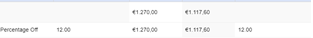 €1.270.00 €1.117,60
Percentage Off 12.00 €1.270.00 €1.117,60 12.00